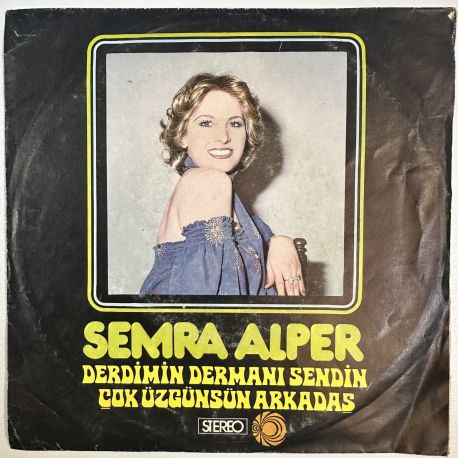 SEMRA ALPER
DERDİMİN DERMANI SENDİN
ÇOK ÜZGÜNSÜN ARKADAŞ
STEREO